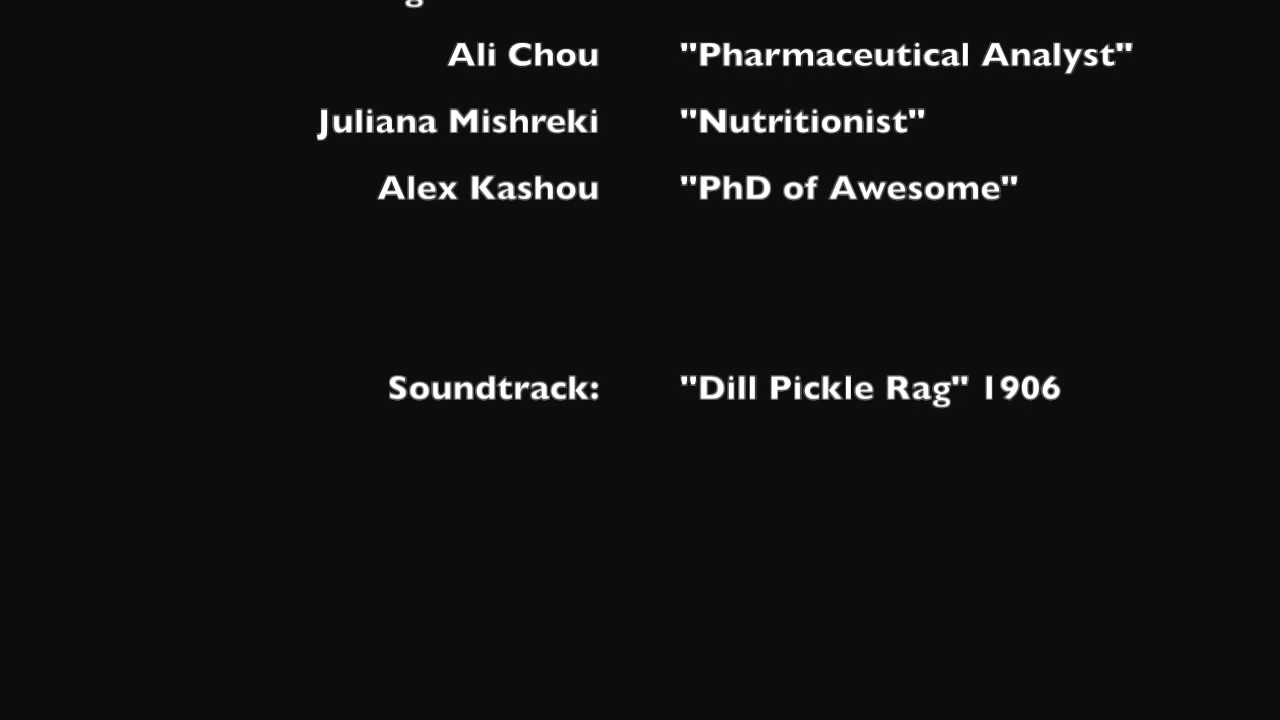 Ali Chou "Pharmaceutical Analyst"
Juliana Mishreki "Nutritionist"
Alex Kashou "PhD of Awesome"
Soundtrack: "Dill Pickle Rag" 1906